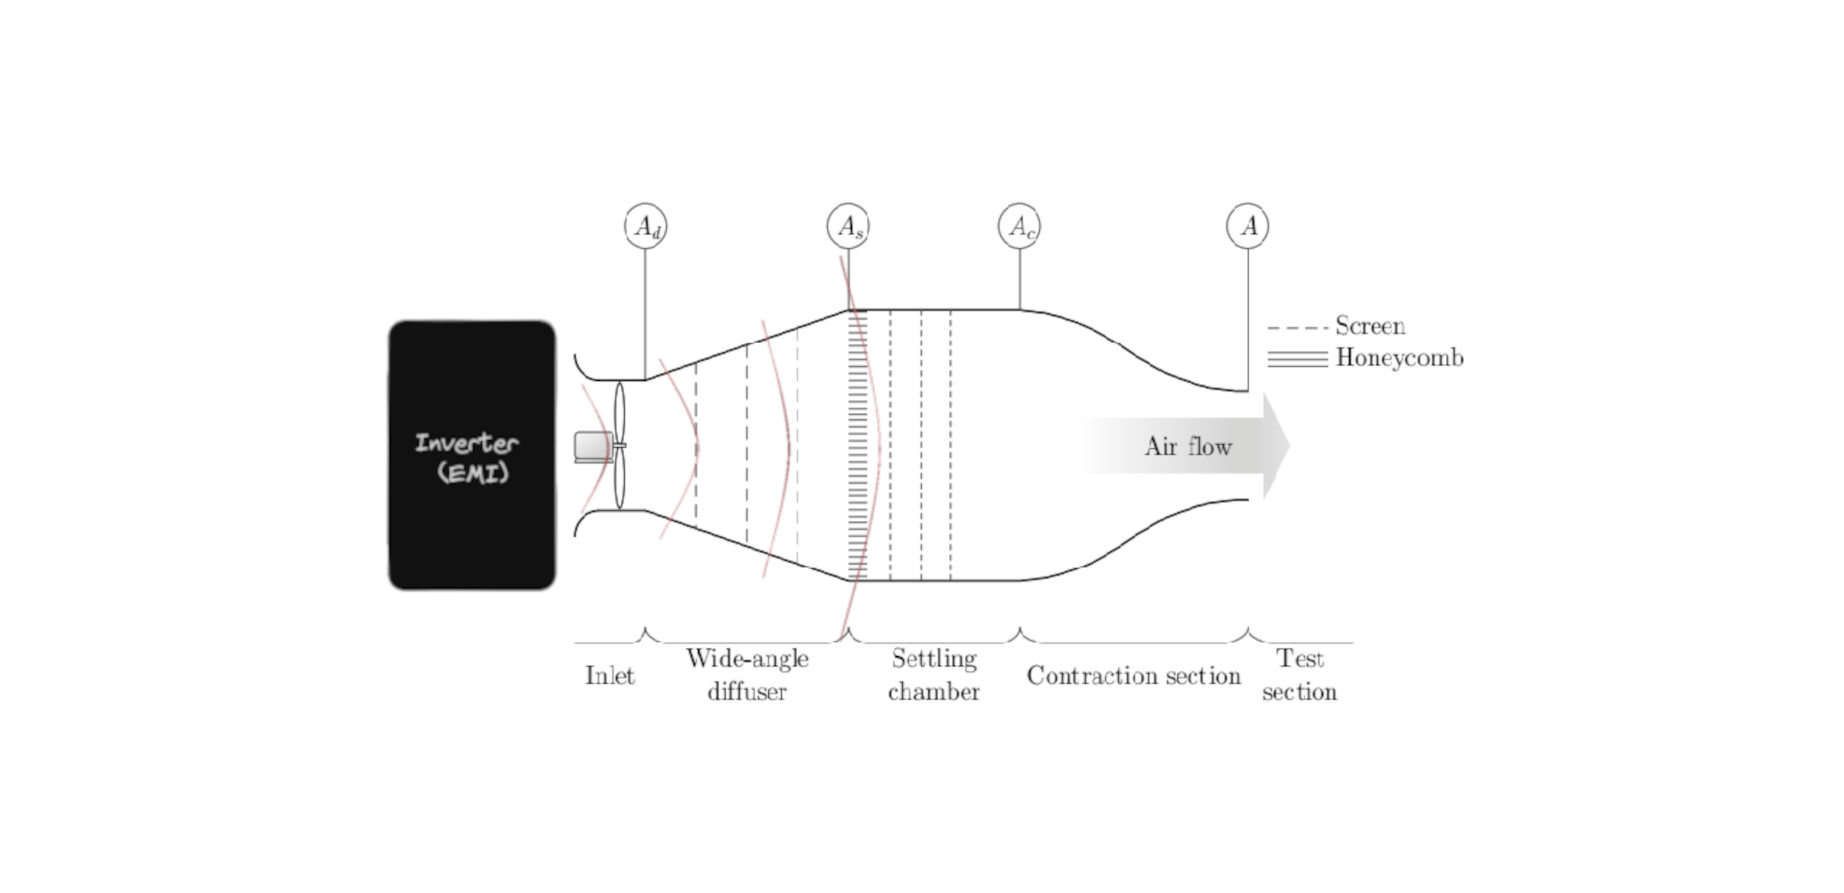 A_d
A_s
A_c
A
Screen
Honeycomb
Inverter
(EMI)
Air flow
Inlet
Wide-angle
diffuser
Settling
chamber
Contraction section
Test
section